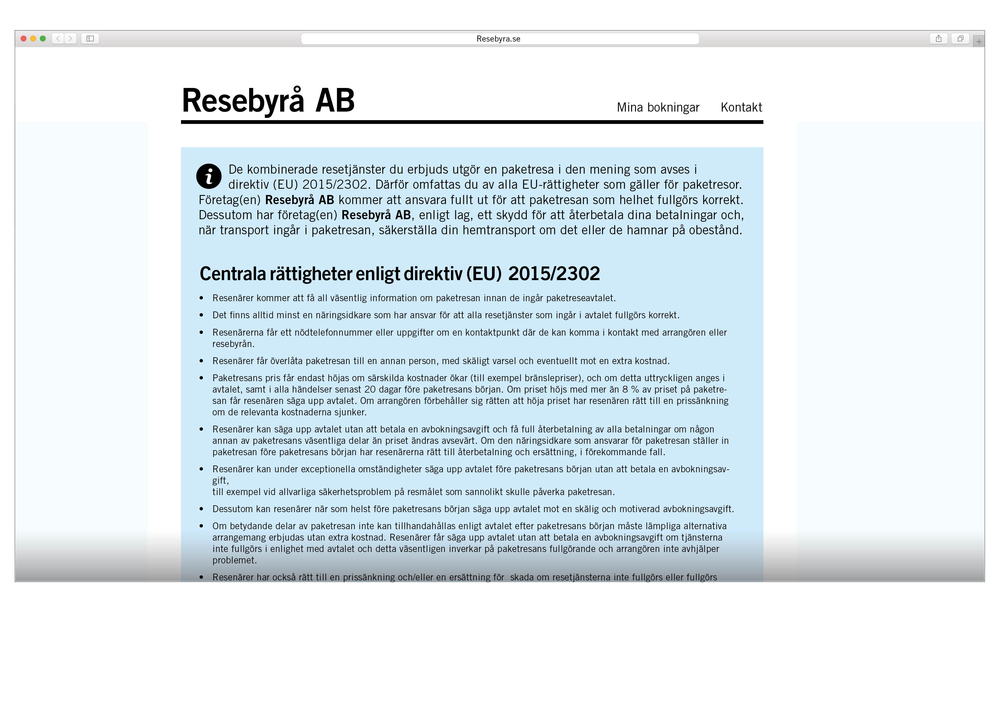 Resebyra.se
Resebyrå AB
Mina bokningar
Kontakt
De kombinerade resetjänster du erbjuds utgör en paketresa i den mening som avses i
direktiv (EU) 2015/2302. Därför omfattas du av alla EU-rättigheter som gäller för paketresor.
Företag(en) Resebyrå AB kommer att ansvara fullt ut för att paketresan som helhet fullgörs korrekt.
Dessutom har företag(en) Resebyrå AB, enligt lag, ett skydd för att återbetala dina betalningar och,
när transport ingår i paketresan, säkerställa din hemtransport om det eller de hamnar på obestånd.
Centrala rättigheter enligt direktiv (EU) 2015/2302
• Resenärer kommer att få all väsentlig information om paketresan innan de ingår paketreseavtalet.
• Det finns alltid minst en näringsidkare som har ansvar för att alla resetjänster som ingår i avtalet fullgörs korrekt.
• Resenärerna får ett nödtelefonnummer eller uppgifter om en kontaktpunkt där de kan komma i kontakt med arrangören eller
resebyrån.
• Resenärer får överlåta paketresan till en annan person, med skäligt varsel och eventuellt mot en extra kostnad.
• Paketresans pris får endast höjas om särskilda kostnader ökar (till exempel bränslepriser), och om detta uttryckligen anges i
avtalet, samt i alla händelser senast 20 dagar före paketresans början. Om priset höjs med mer än 8 % av priset på paketre-
san får resenären säga upp avtalet. Om arrangören förbehåller sig rätten att höja priset har resenären rätt till en prissänkning
om de relevanta kostnaderna sjunker.
• Resenärer kan säga upp avtalet utan att betala en avbokningsavgift och få full återbetalning av alla betalningar om någon
annan av paketresans väsentliga delar än priset ändras avsevärt. Om den näringsidkare som ansvarar för paketresan ställer in
paketresan före paketresans början har resenärerna rätt till återbetalning och ersättning, i förekommande fall.
• Resenärer kan under exceptionella omständigheter säga upp avtalet före paketresans början utan att betala en avbokningsav-
gift,
till exempel vid allvarliga säkerhetsproblem på resmålet som sannolikt skulle påverka paketresan.
• Dessutom kan resenärer när som helst före paketresans början säga upp avtalet mot en skälig och motiverad avbokningsavgift.
• Om betydande delar av paketresan inte kan tillhandahållas enligt avtalet efter paketresans början måste lämpliga alternativa
arrangemang erbjudas utan extra kostnad. Resenärer får säga upp avtalet utan att betala en avbokningsavgift om tjänsterna
inte fullgörs i enlighet med avtalet och detta väsentligen inverkar på paketresans fullgörande och arrangören inte avhjälper
problemet.
• Resenärer har också rätt till en prissänkning och/eller en ersättning för skada om resetjänsterna inte fullgörs eller fullgörs